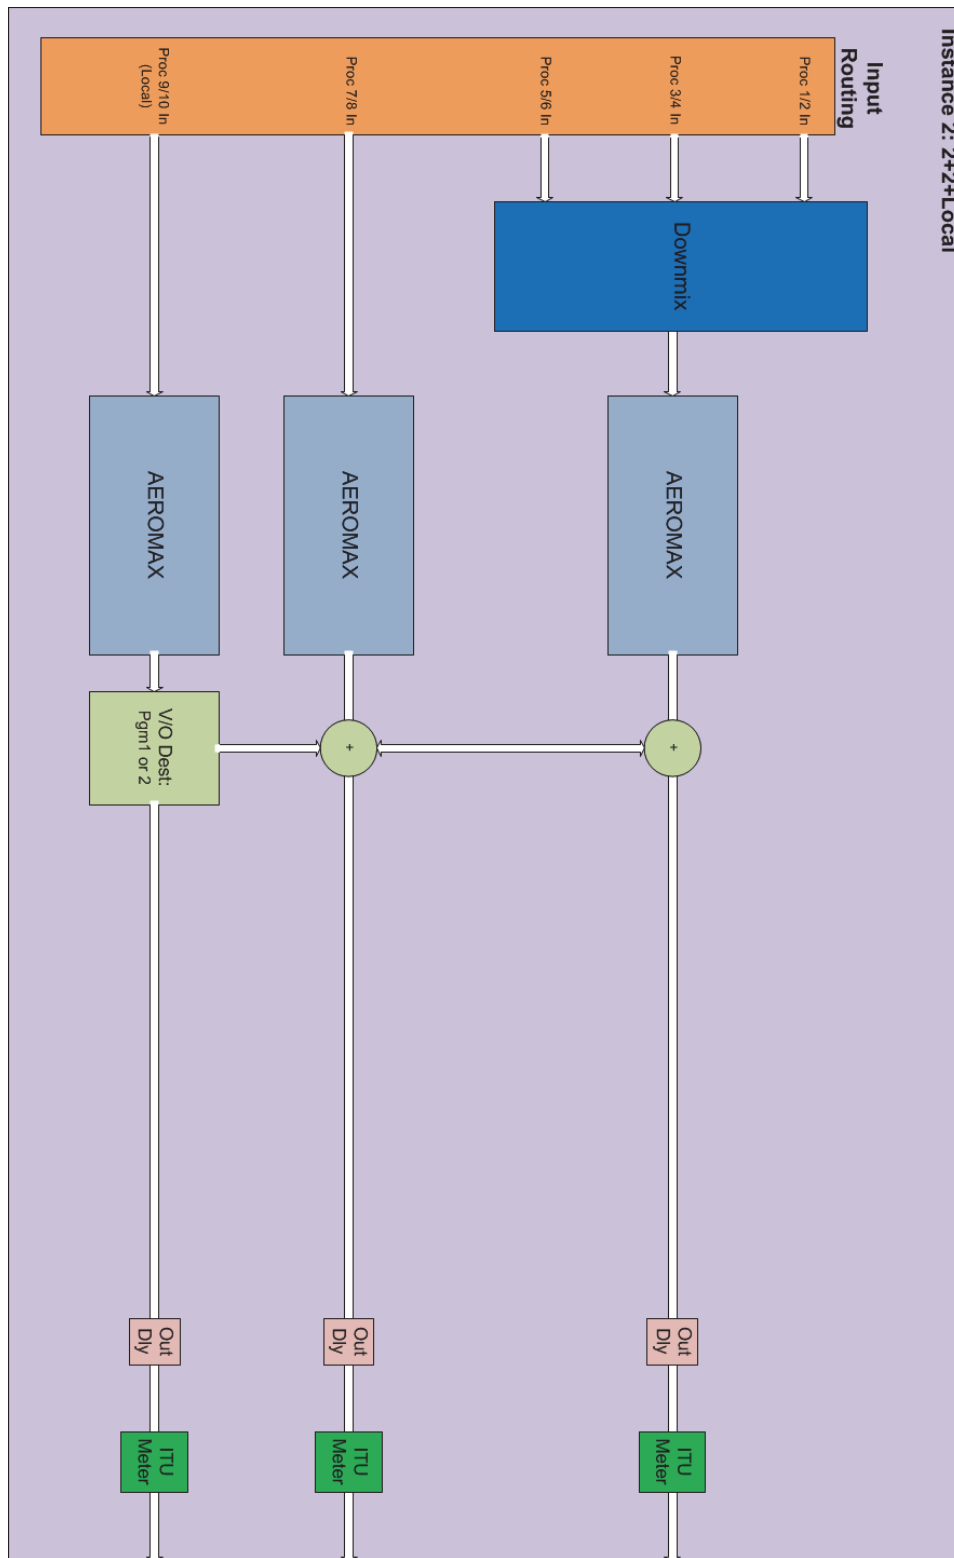 Instance 2: 2+2+Local
Input
Routing
Proc 1/2 In
Proc 3/4 In
Proc 5/6 In
Proc 7/8 In
Proc 9/10 In
(Local)
Downmix
AEROMAX
AEROMAX
AEROMAX
+
+
V/O Dest:
Pgm1 or 2
Out
Dly
Out
Dly
Out
Dly
ITU
Meter
ITU
Meter
ITU
Meter